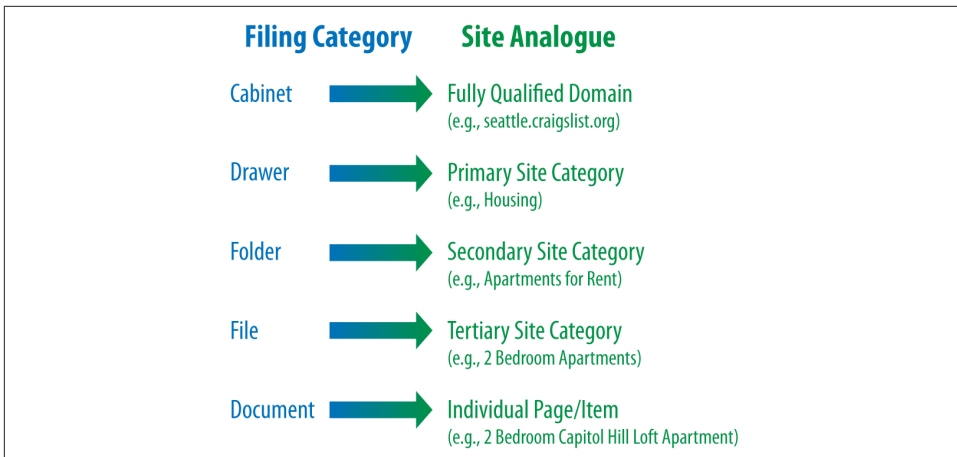 Filing Category Site Analogue
Cabinet Fully Qualified Domain
(e.g., seattle.craigslist.org)
Drawer Primary Site Category
(e.g., Housing)
Folder Secondary Site Category
(e.g., Apartments for Rent)
File Tertiary Site Category
(e.g., 2 Bedroom Apartments)
Document Individual Page/Item
(e.g., 2 Bedroom Capitol Hill Loft Apartment)